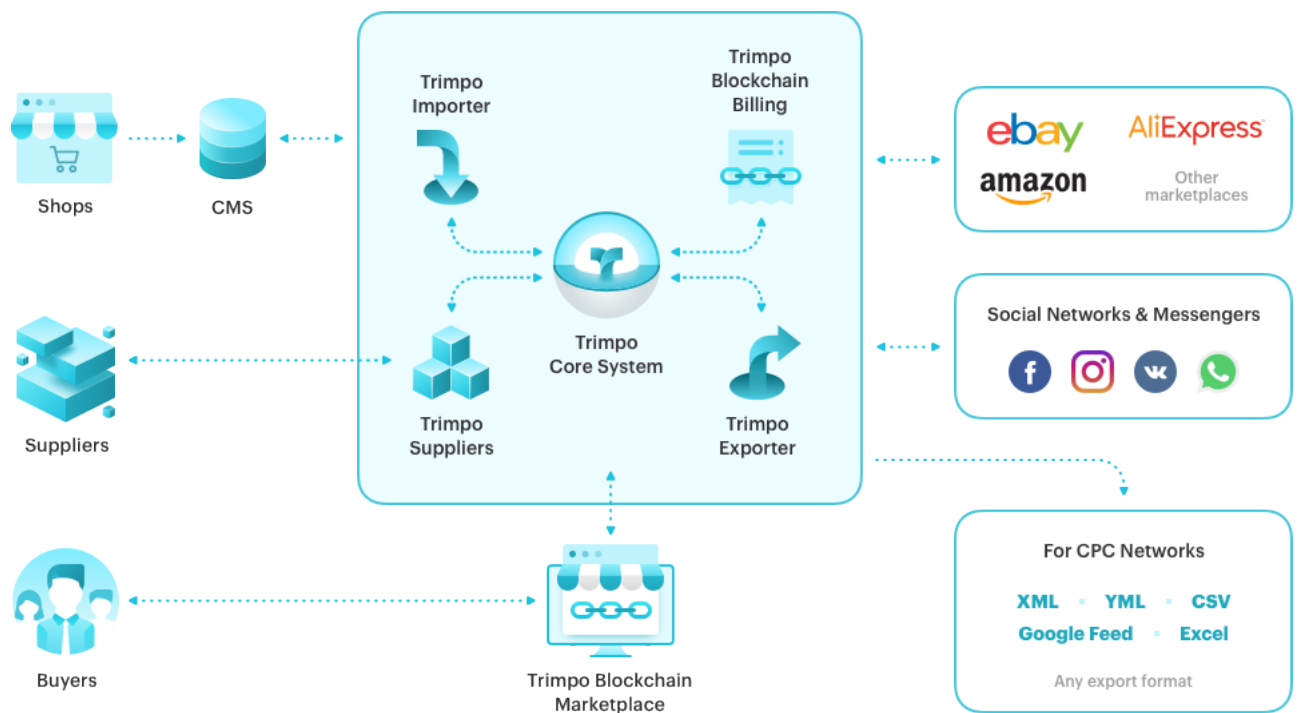 Trimpo
Importer
Trimpo
Blockchain
Billing
Shops
CMS
ebay
AliExpress
amazon
Other
marketplaces
Trimpo
Core System
Suppliers
Trimpo
Suppliers
Trimpo
Exporter
Social Networks & Messengers
f
VK
For CPC Networks
XML
YML
CSV
Google Feed
Excel
Any export format
Buyers
Trimpo Blockchain
Marketplace